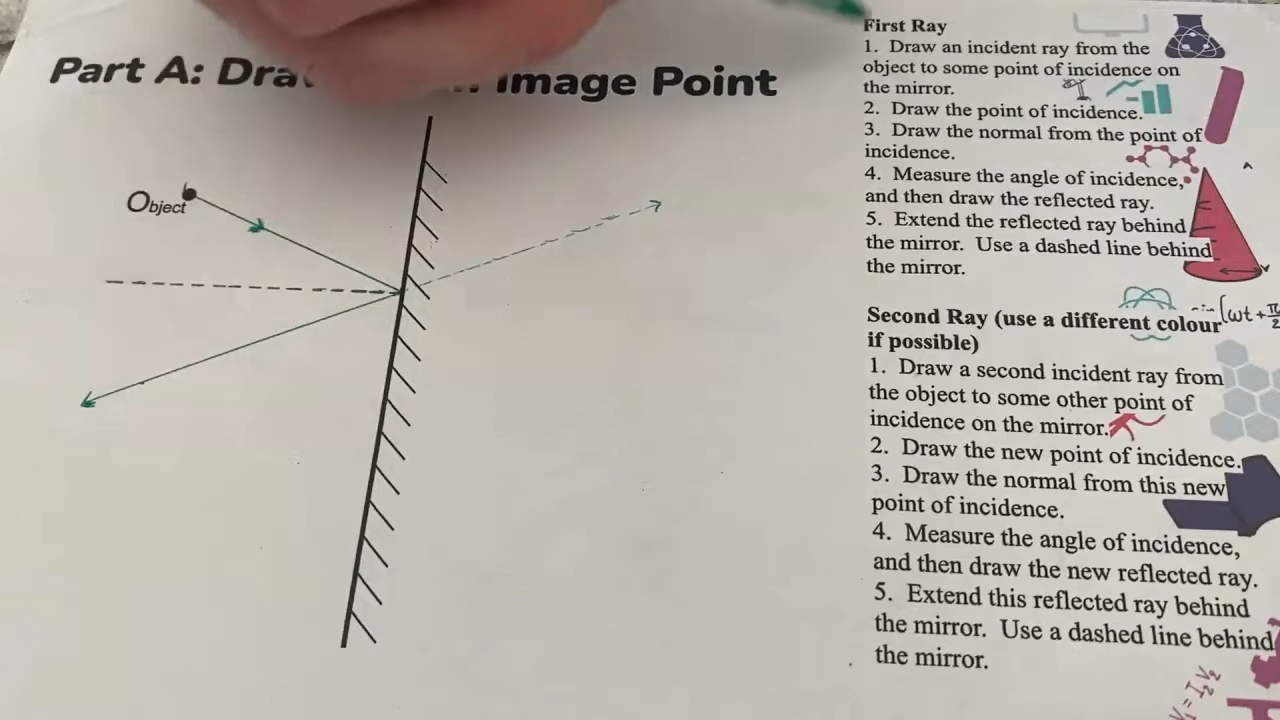 Part A: Dra Image Point
Object
First Ray
1. Draw an incident ray from the
object to some point of incidence on
the mirror.
2. Draw the point of incidence.
3. Draw the normal from the point of
incidence.
4. Measure the angle of incidence,
and then draw the reflected ray.
5. Extend the reflected ray behind
the mirror. Use a dashed line behind
the mirror.
(ωt + π/2
Second Ray (use a different colour
if possible)
1. Draw a second incident ray from
the object to some other point of
incidence on the mirror.
2. Draw the new point of incidence.
3. Draw the normal from this new
point of incidence.
4. Measure the angle of incidence,
and then draw the new reflected ray.
5. Extend this reflected ray behind
the mirror. Use a dashed line behind
the mirror.
= I₂V₂